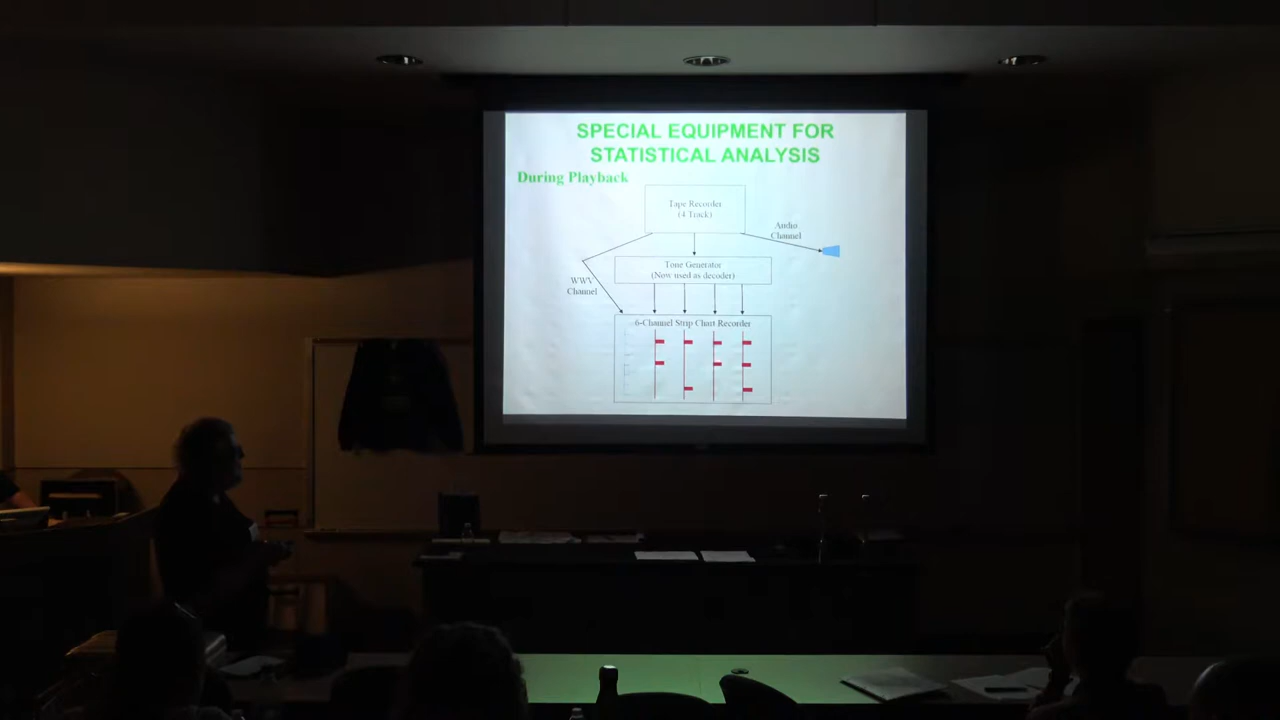 SPECIAL EQUIPMENT FOR
STATISTICAL ANALYSIS
During Playback
Tape Recorder
(4 Track)
Audio
Channel
Tone Generator
(Now used as decoder)
WWV
Channel
6-Channel Strip Chart Recorder